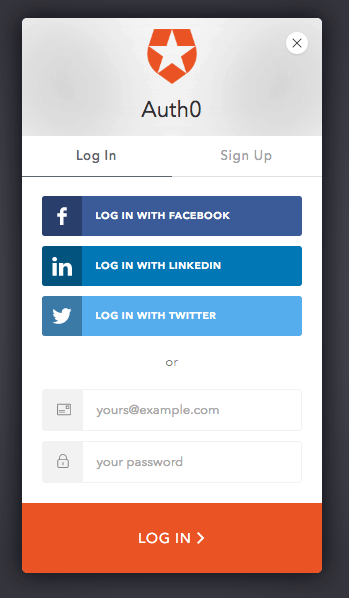 Auth0
Log In
Sign Up
LOG IN WITH FACEBOOK
LOG IN WITH LINKEDIN
LOG IN WITH TWITTER
or
yours@example.com
your password
LOG IN